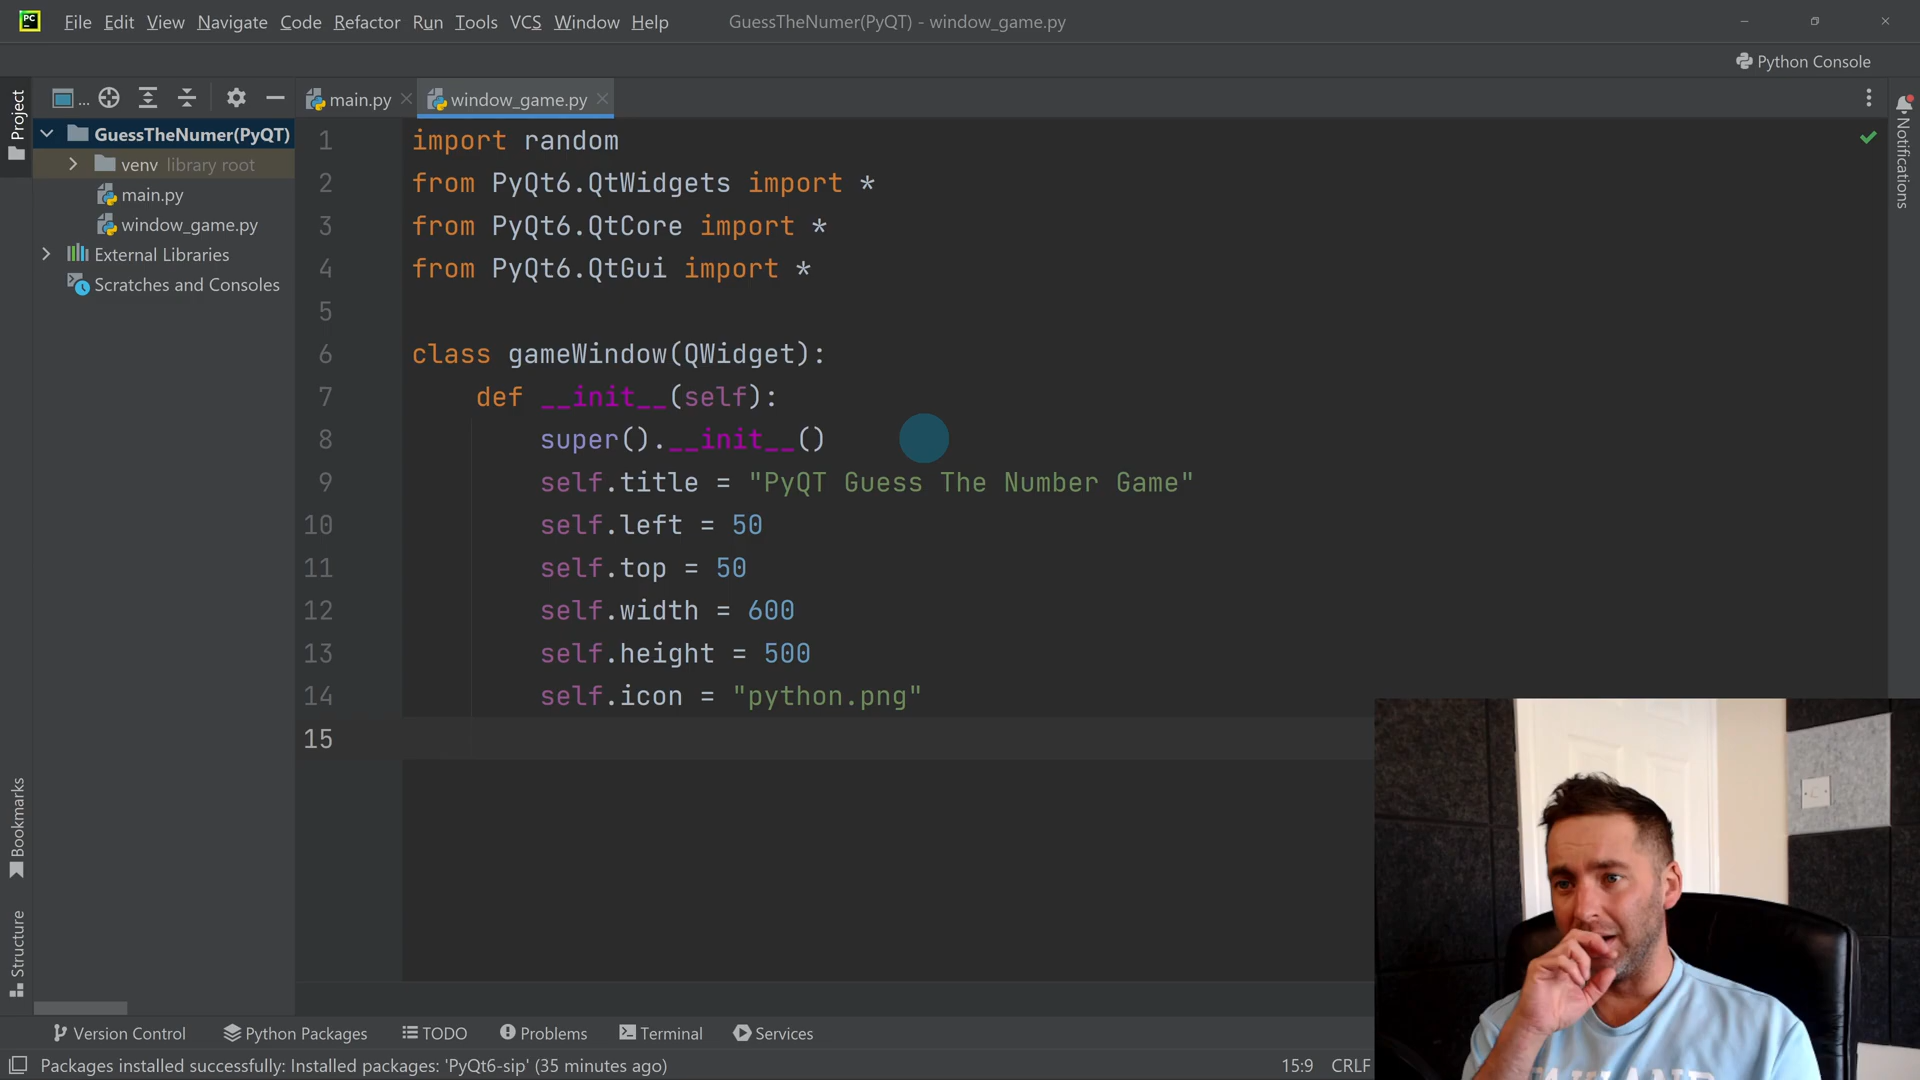 PC File Edit View Navigate Code Refactor Run Tools VCS Window Help GuessTheNumer(PyQT) - window_game.py
Python Console
Project
... main.py window_game.py
GuessTheNumer(PyQT)
venv library root
main.py
window_game.py
External Libraries
Scratches and Consoles
1 import random
2 from PyQt6.QtWidgets import *
3 from PyQt6.QtCore import *
4 from PyQt6.QtGui import *
5
6 class gameWindow(QWidget):
7 def __init__(self):
8 super().__init__()
9 self.title = "PyQT Guess The Number Game"
10 self.left = 50
11 self.top = 50
12 self.width = 600
13 self.height = 500
14 self.icon = "python.png"
15
Notifications
Bookmarks
Structure
Version Control Python Packages TODO Problems Terminal Services
Packages installed successfully: Installed packages: 'PyQt6-sip' (35 minutes ago) 15:9 CRLF